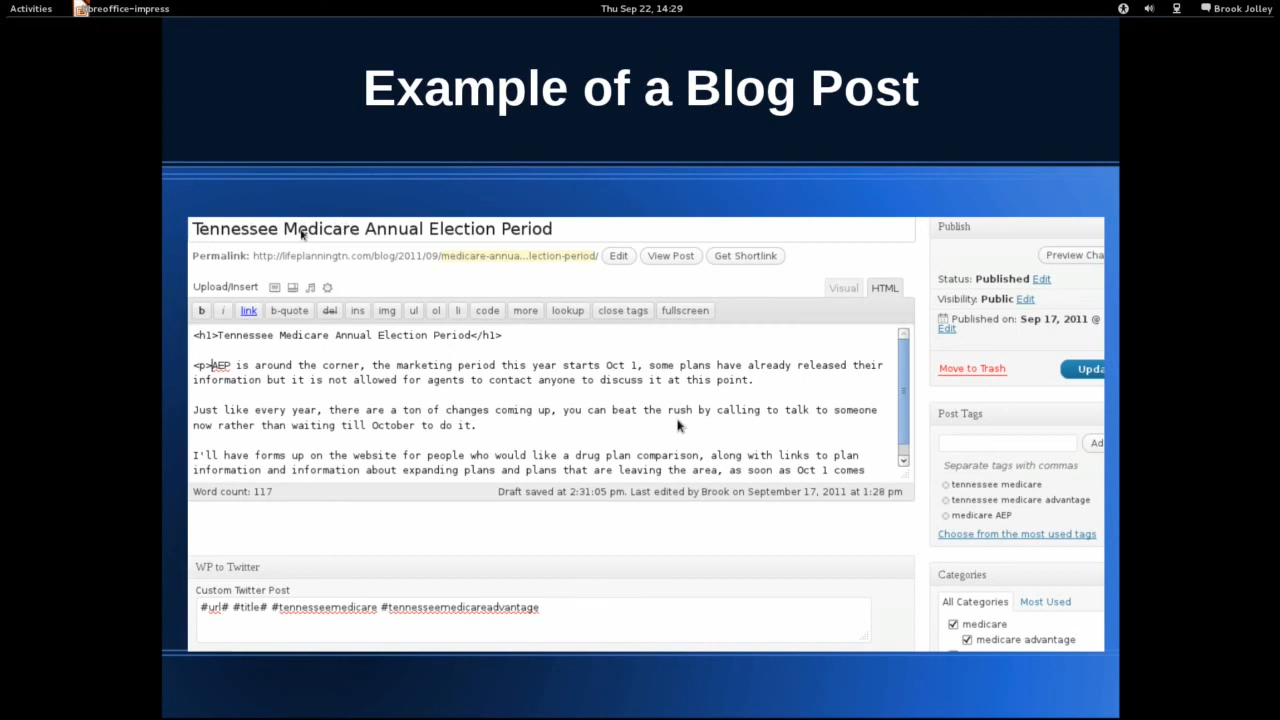 Activities libreoffice-impress Thu Sep 22, 14:29 Brook Jolley
Example of a Blog Post
Tennessee Medicare Annual Election Period
Permalink: http://lifeplanningtn.com/blog/2011/09/medicare-annua...lection-period/ Edit View Post Get Shortlink
Upload/Insert Visual HTML
b i link b-quote del ins img ul ol li code more lookup close tags fullscreen
<h1>Tennessee Medicare Annual Election Period</h1>
<p>AEP is around the corner, the marketing period this year starts Oct 1, some plans have already released their
information but it is not allowed for agents to contact anyone to discuss it at this point.
Just like every year, there are a ton of changes coming up, you can beat the rush by calling to talk to someone
now rather than waiting till October to do it.
I'll have forms up on the website for people who would like a drug plan comparison, along with links to plan
information and information about expanding plans and plans that are leaving the area, as soon as Oct 1 comes
Word count: 117 Draft saved at 2:31:05 pm. Last edited by Brook on September 17, 2011 at 1:28 pm
WP to Twitter
Custom Twitter Post
#url# #title# #tennesseemedicare #tennesseemedicareadvantage
Publish
Preview Cha
Status: Published Edit
Visibility: Public Edit
Published on: Sep 17, 2011 @
Edit
Move to Trash Upda
Post Tags
Ad
Separate tags with commas
tennessee medicare
tennessee medicare advantage
medicare AEP
Choose from the most used tags
Categories
All Categories Most Used
medicare
medicare advantage